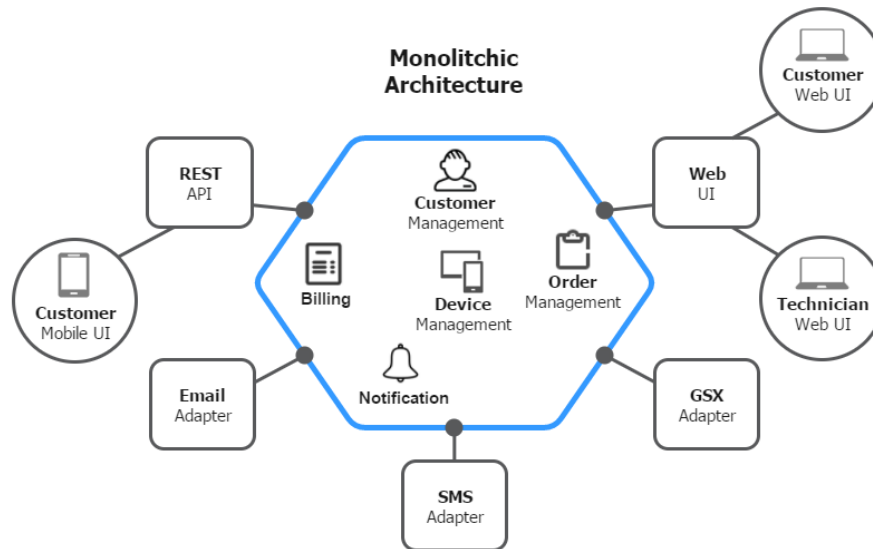 Monolitchic
Architecture
Customer
Web UI
REST
API
Web
UI
Customer
Management
Billing
Device
Management
Order
Management
Customer
Mobile UI
Technician
Web UI
Notification
Email
Adapter
GSX
Adapter
SMS
Adapter